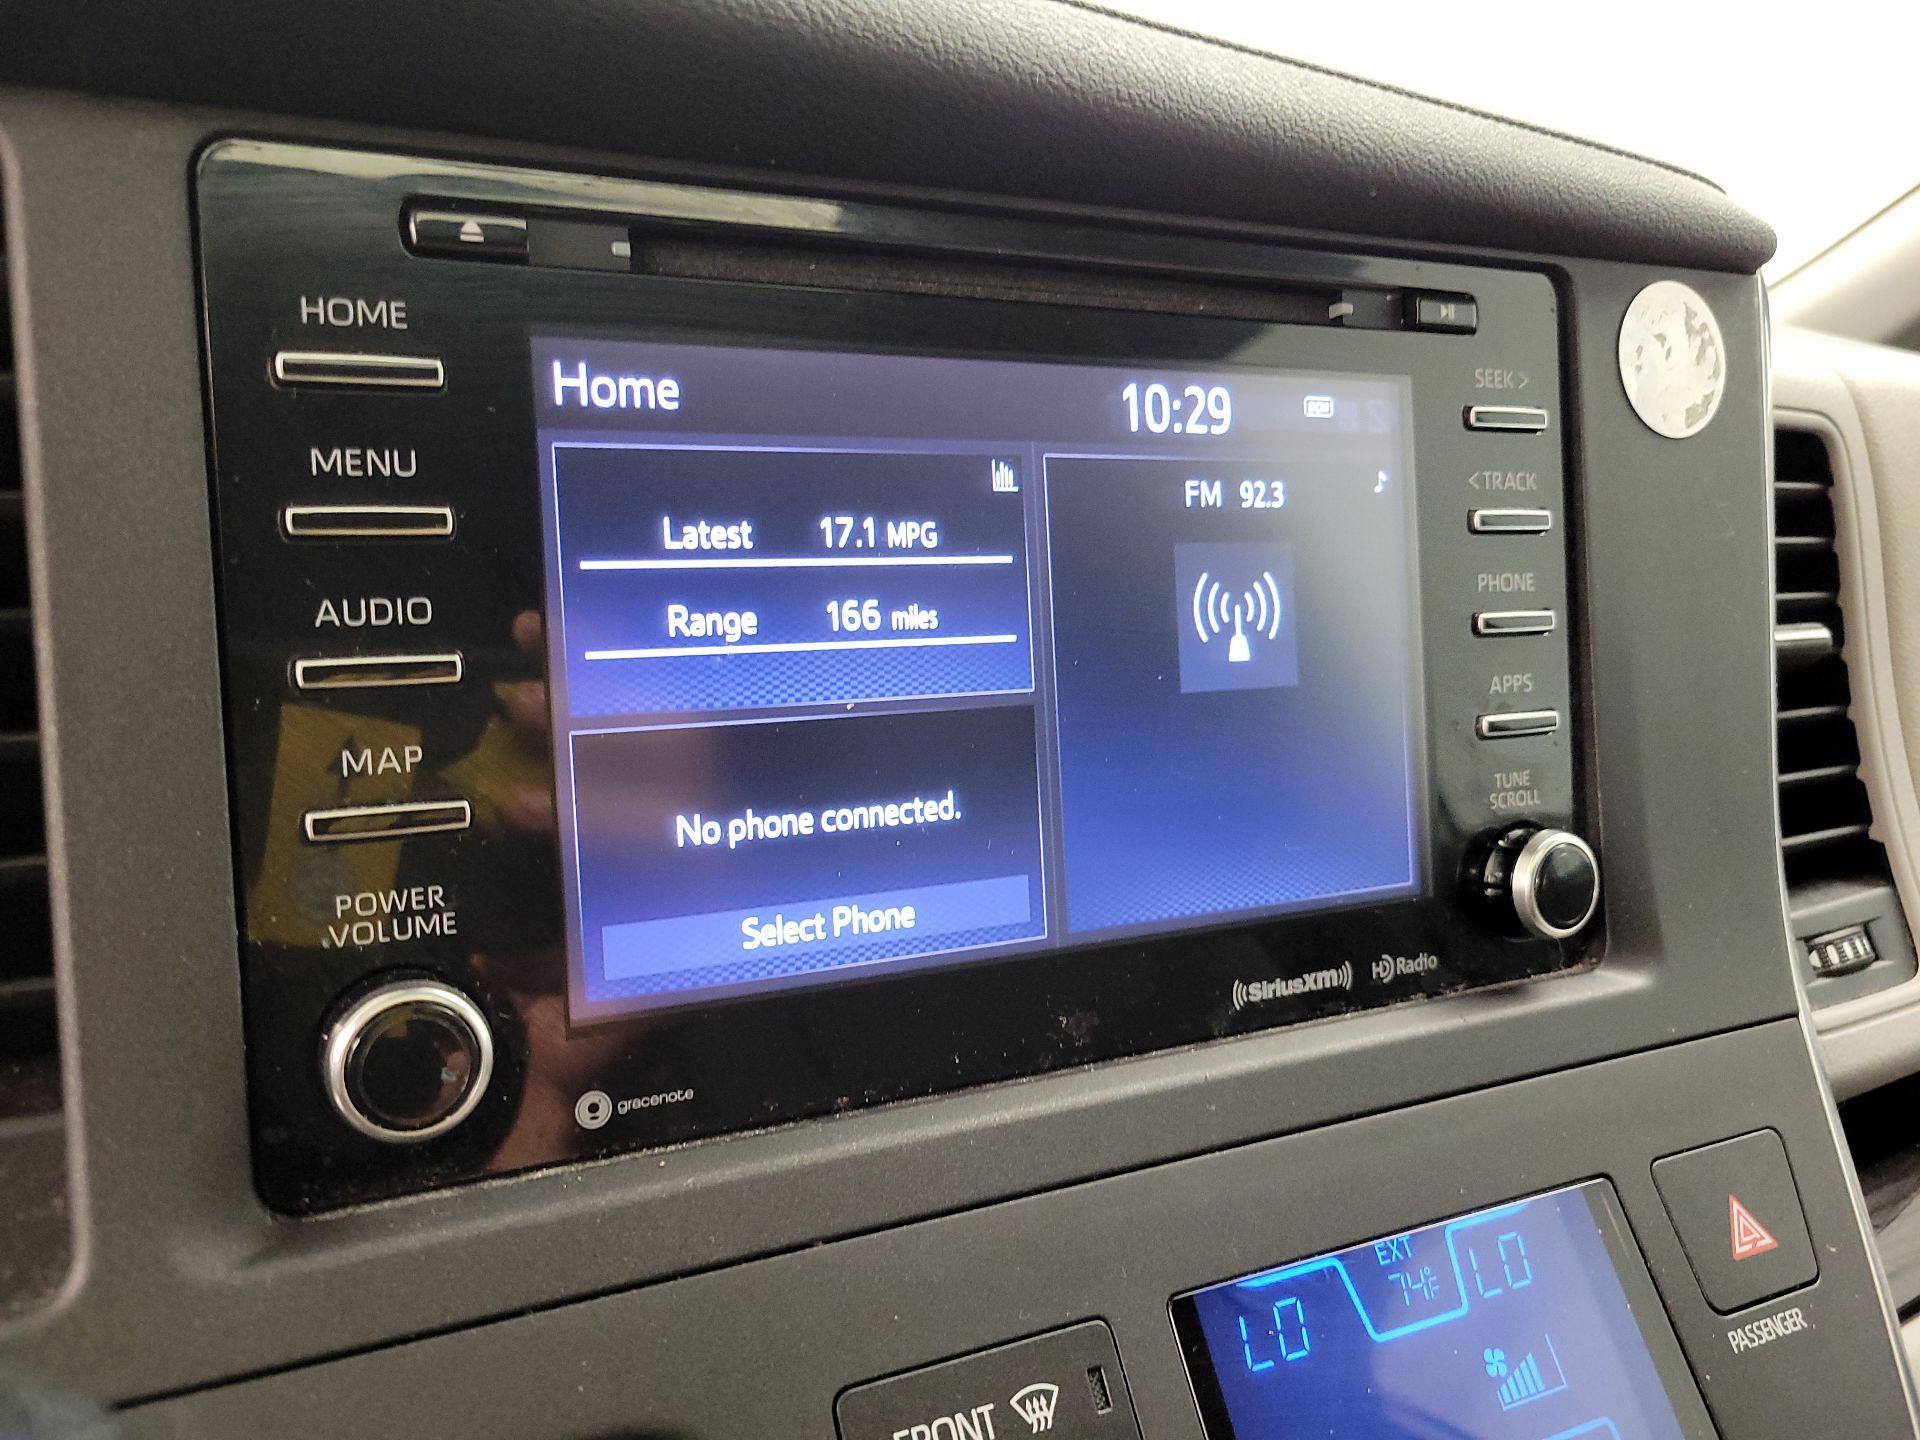 HOME
MENU
AUDIO
MAP
POWER
VOLUME
Home 10:29
Latest 17.1 MPG
Range 166 miles
No phone connected.
Select Phone
FM 92.3
SEEK >
< TRACK
PHONE
APPS
TUNE
SCROLL
gracenote
SiriusXm
HD Radio
EXT
74°F
LO
LO
PASSENGER
FRONT